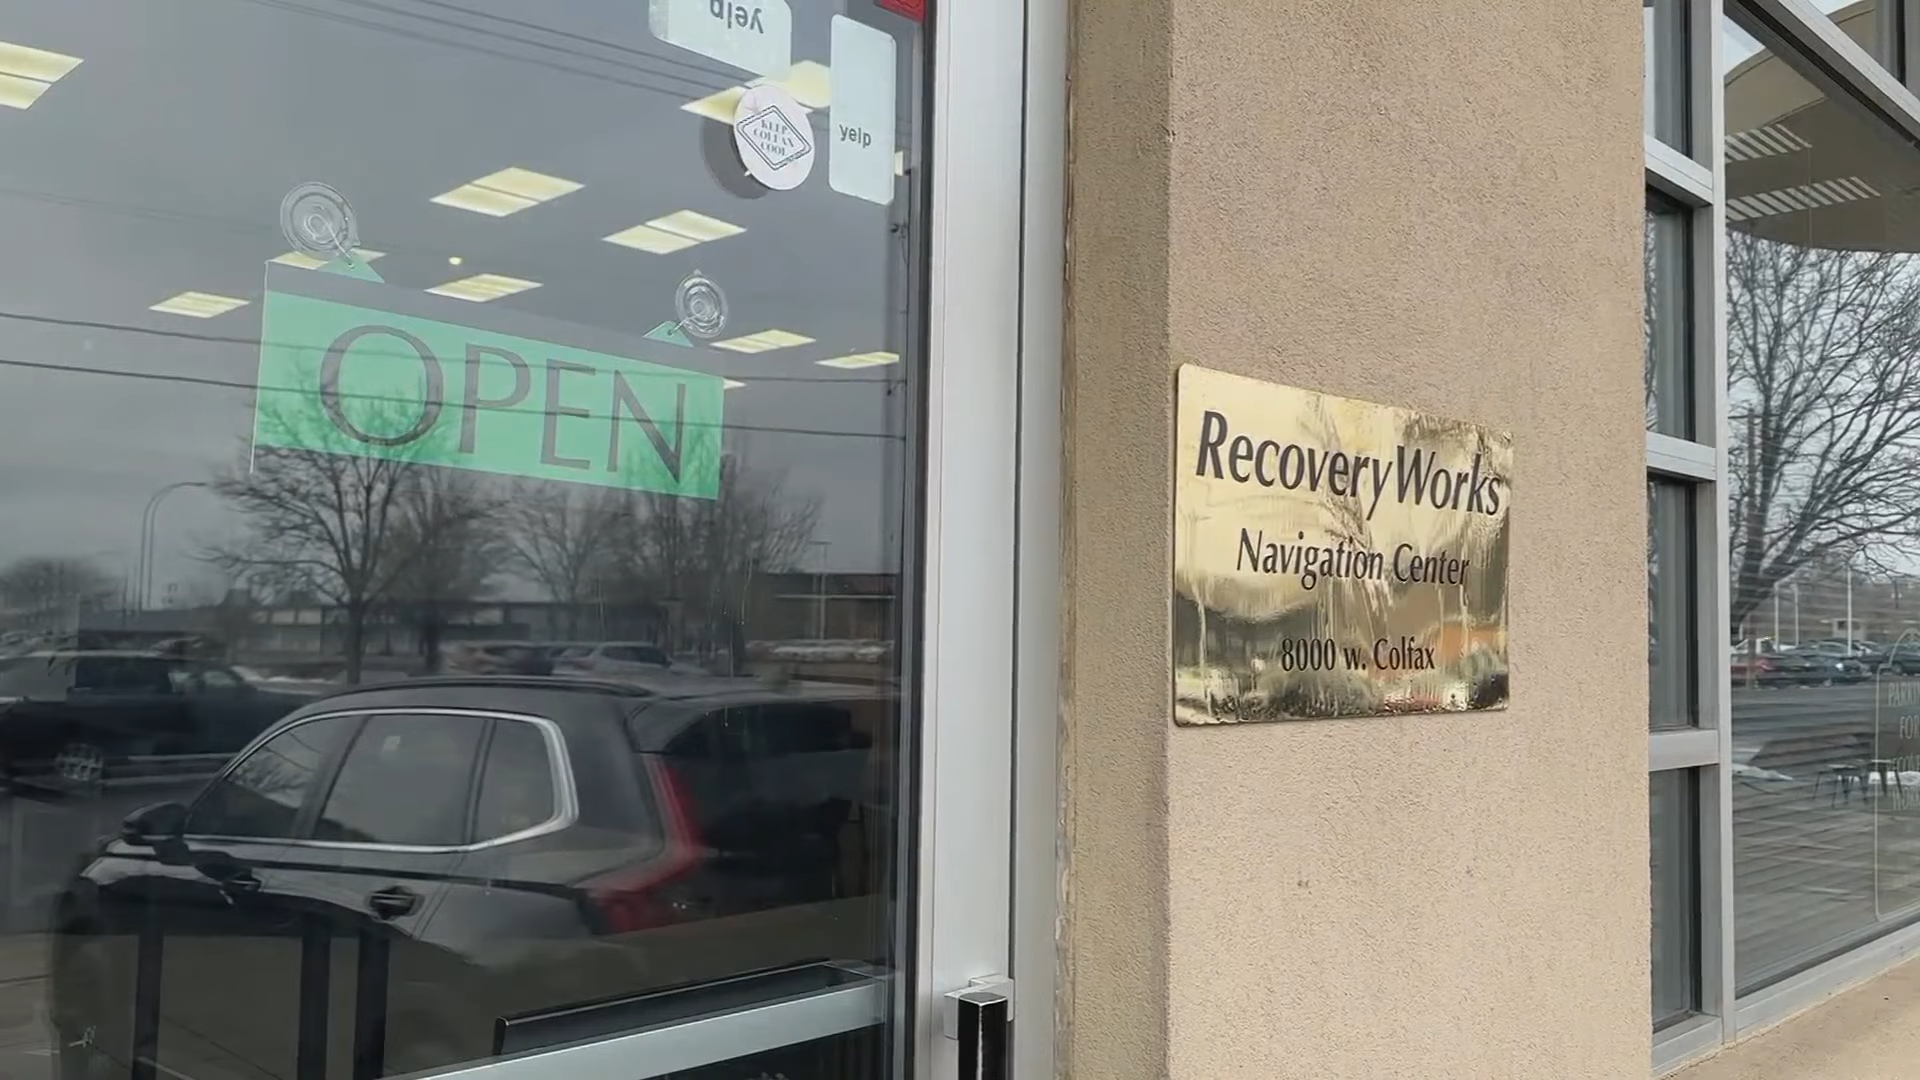 yelp
KEEP
COLFAX
COOL
yelp
OPEN
RecoveryWorks
Navigation Center
8000 w. Colfax